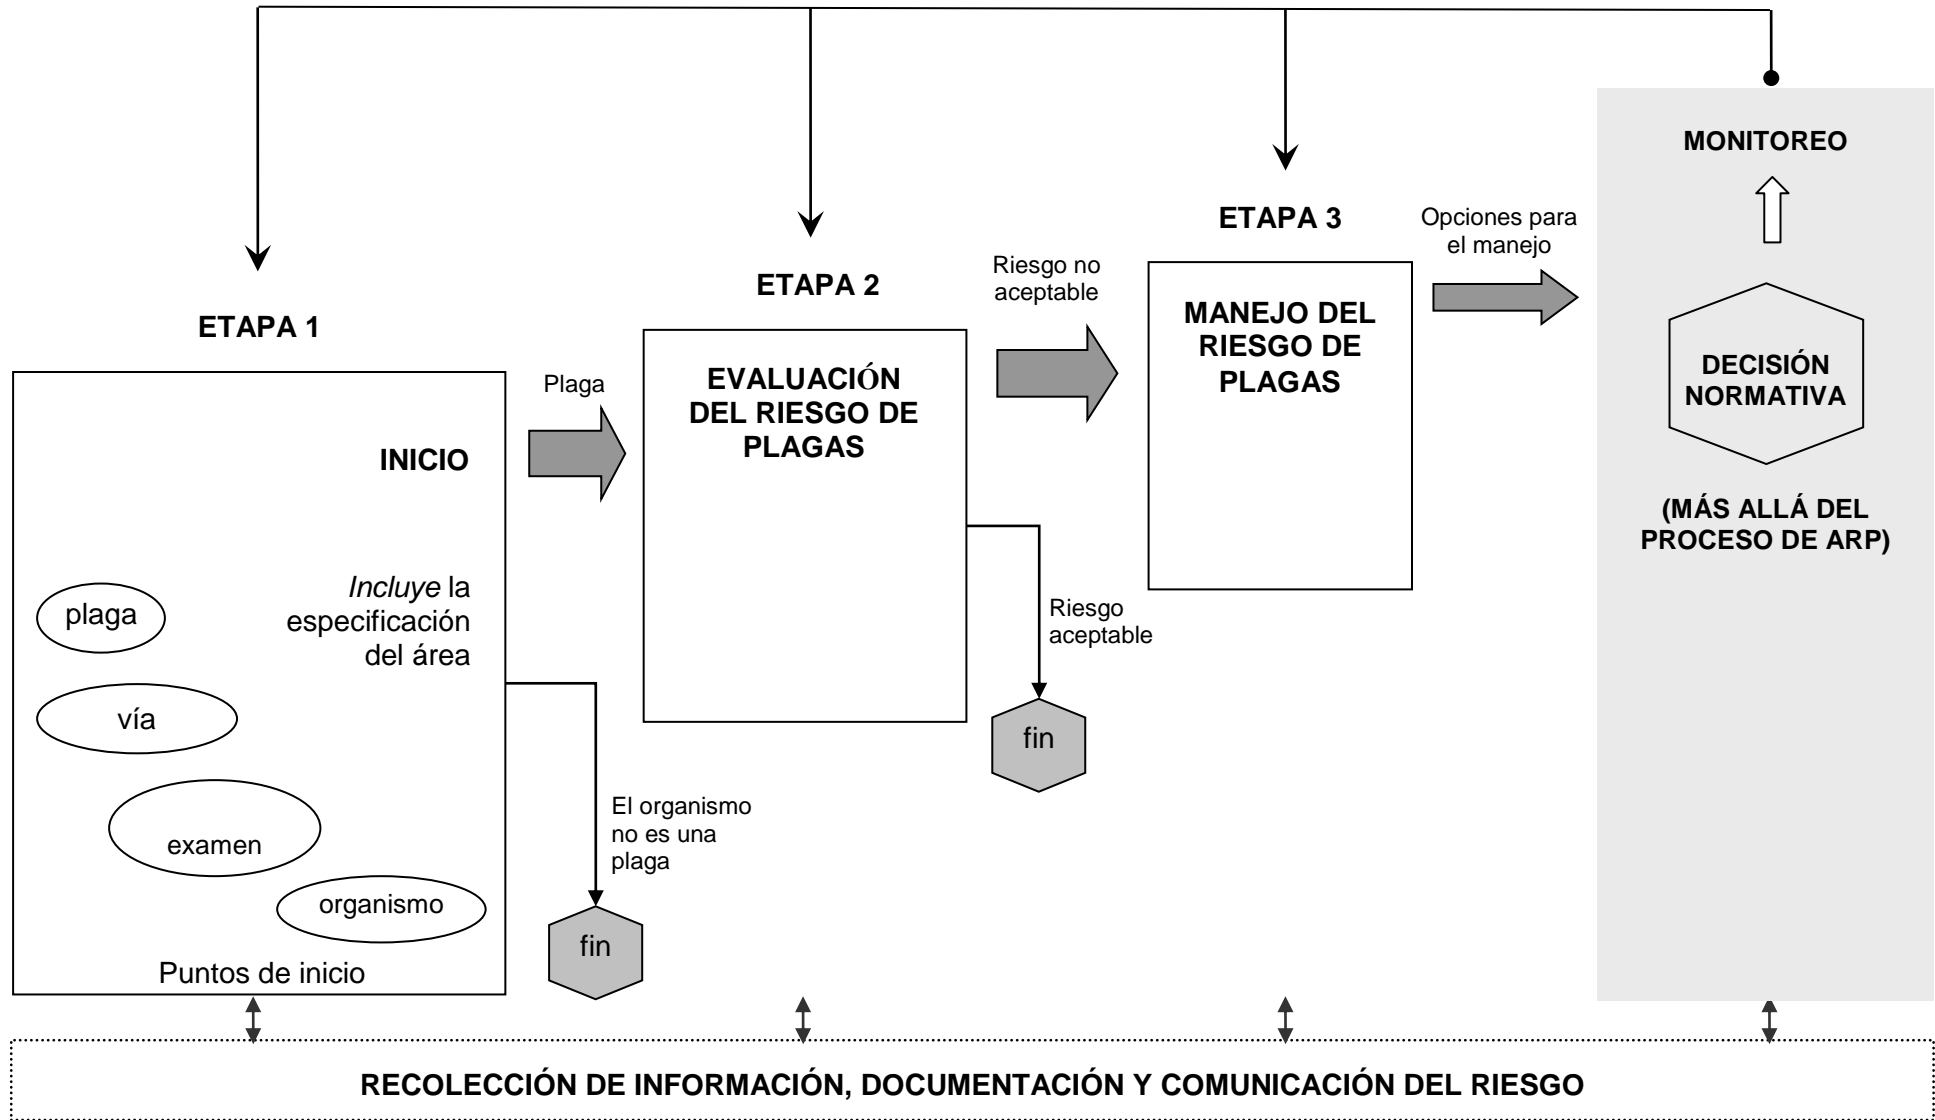 ETAPA 1
INICIO
Incluye la
especificación
del área
plaga
vía
examen
organismo
Puntos de inicio
Plaga
El organismo
no es una
plaga
fin
ETAPA 2
EVALUACIÓN
DEL RIESGO DE
PLAGAS
Riesgo no
aceptable
Riesgo
aceptable
fin
ETAPA 3
MANEJO DEL
RIESGO DE
PLAGAS
Opciones para
el manejo
MONITOREO
DECISIÓN
NORMATIVA
(MÁS ALLÁ DEL
PROCESO DE ARP)
RECOLECCIÓN DE INFORMACIÓN, DOCUMENTACIÓN Y COMUNICACIÓN DEL RIESGO